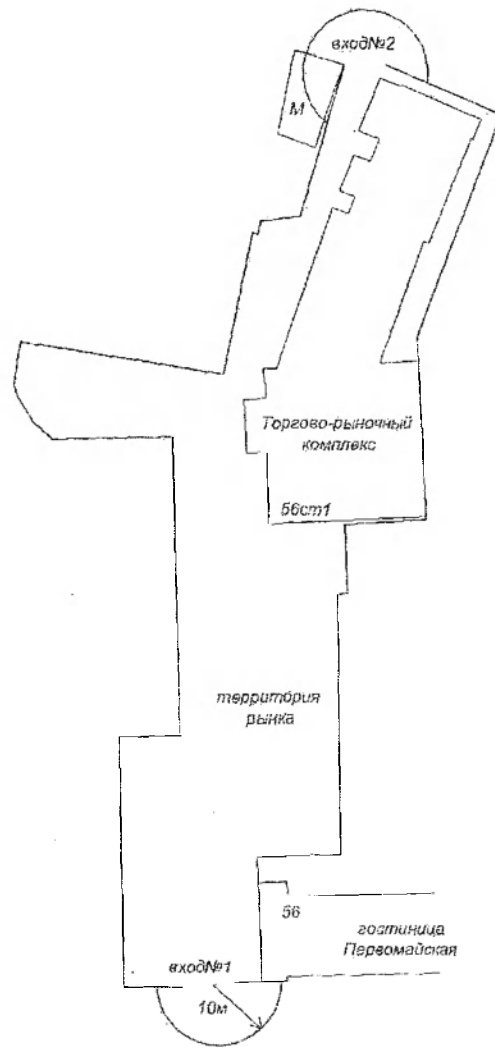 вход№2
М
Торгово-рыночный
комплекс
56ст1
территория
рынка
56
гостиница
Первомайская
вход№1
10м